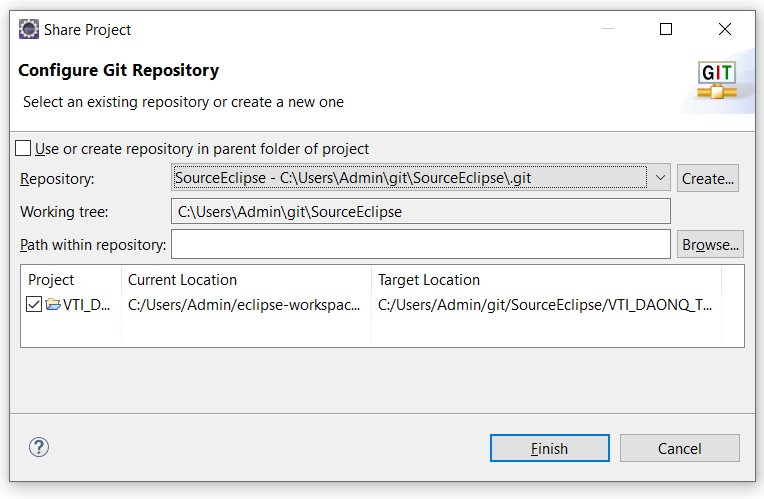 Share Project
Configure Git Repository
GIT
Select an existing repository or create a new one
Use or create repository in parent folder of project
Repository: SourceEclipse - C:\Users\Admin\git\SourceEclipse\.git Create...
Working tree: C:\Users\Admin\git\SourceEclipse
Path within repository: Browse...
Project Current Location Target Location
VTI_D... C:/Users/Admin/eclipse-workspac... C:/Users/Admin/git/SourceEclipse/VTI_DAONQ_T...
? Finish Cancel